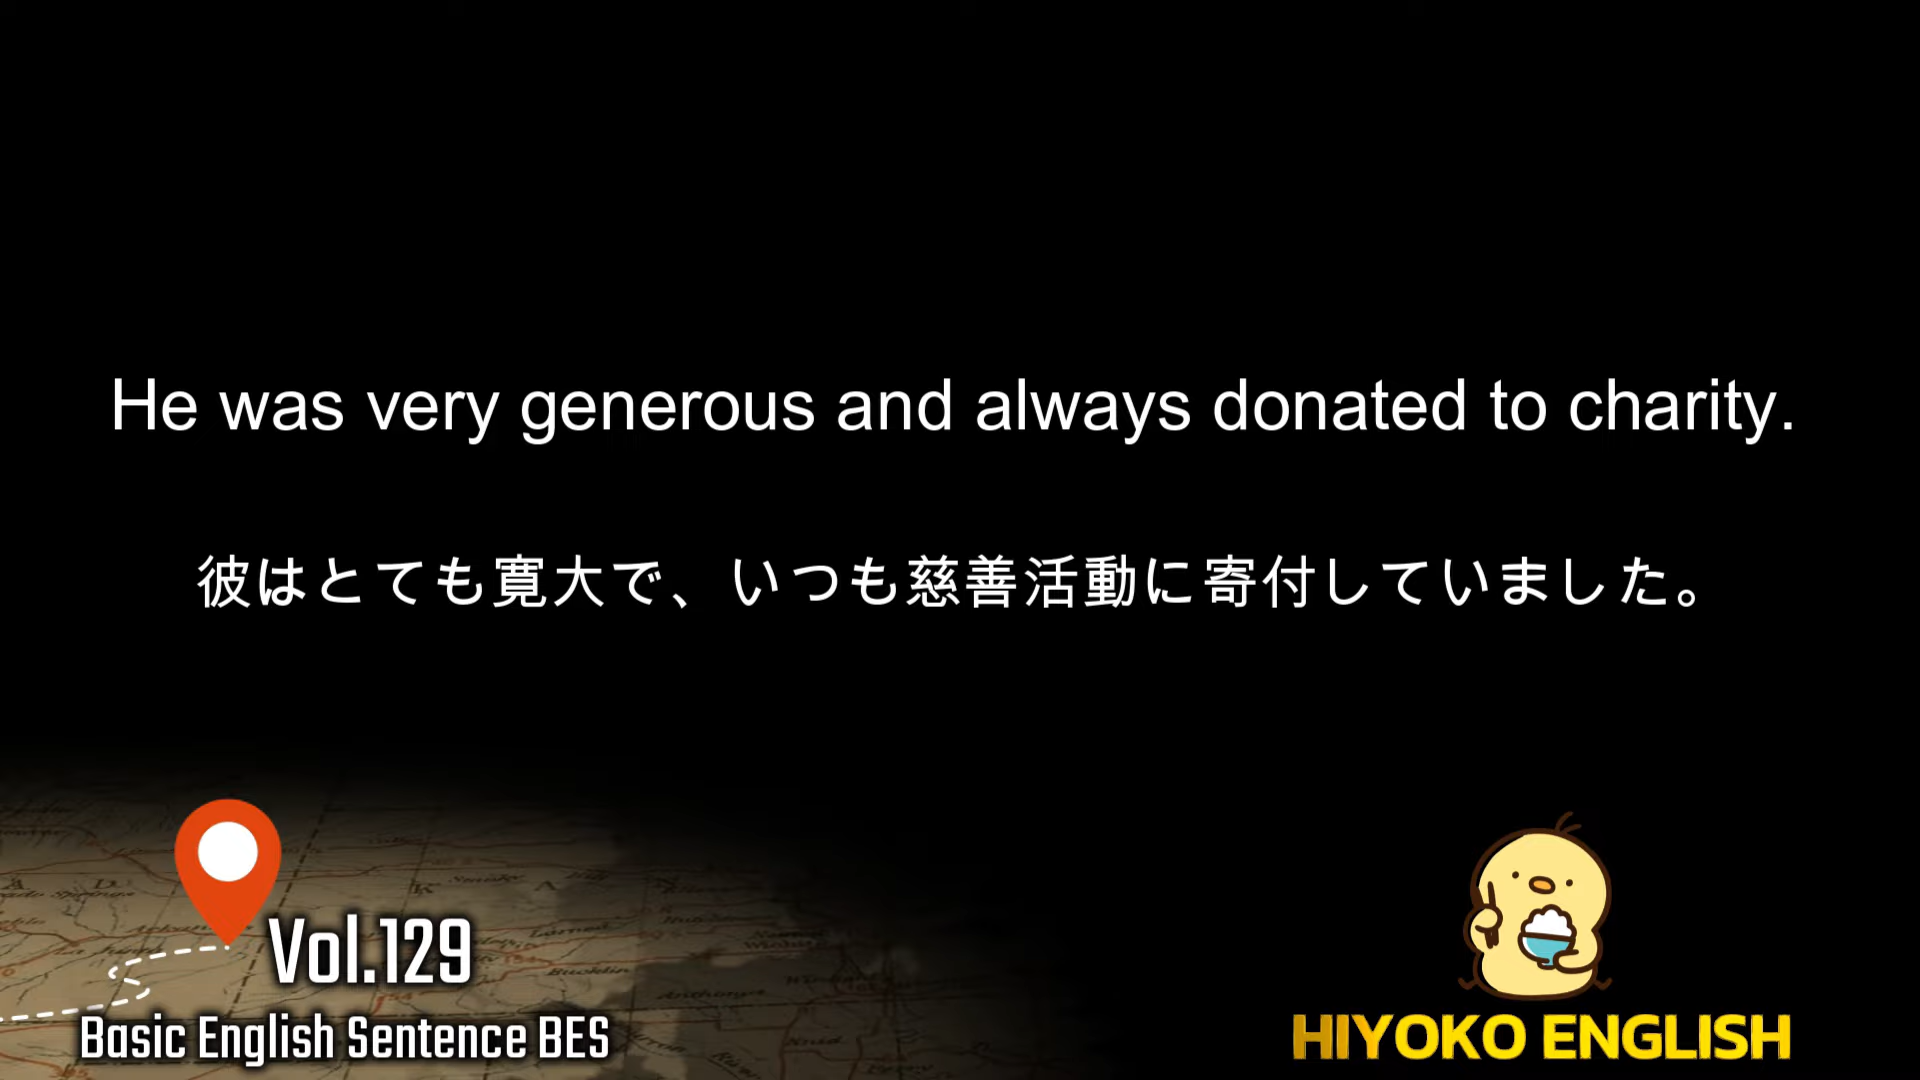 He was very generous and always donated to charity.
彼はとても寛大で、いつも慈善活動に寄付していました。
Vol.129
Basic English Sentence BES
HIYOKO ENGLISH